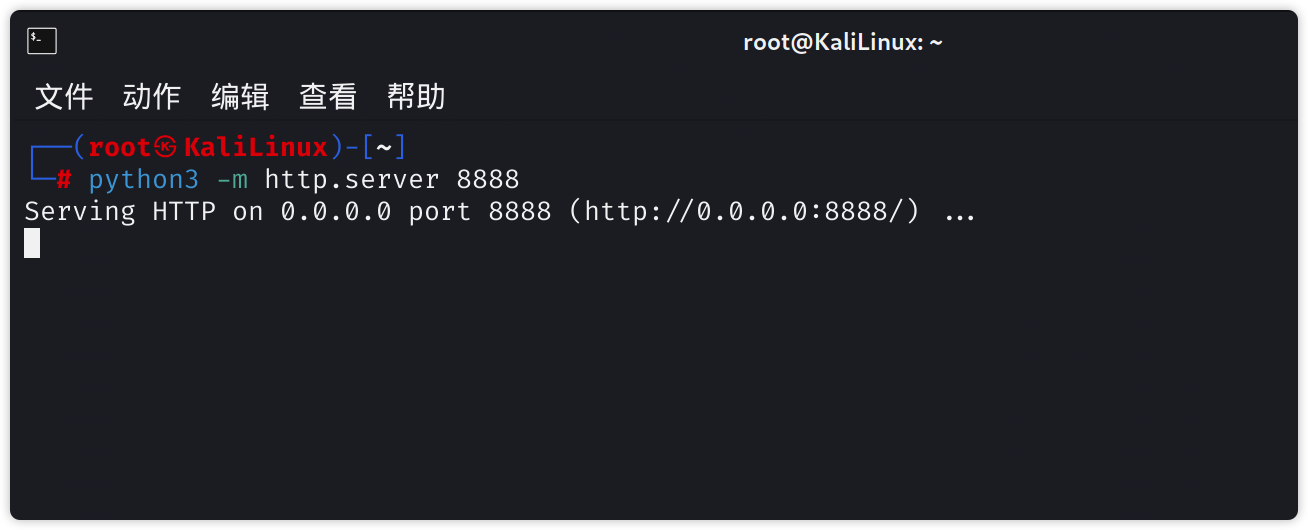 root@KaliLinux: ~
文件 动作 编辑 查看 帮助
┌──(root㉿KaliLinux)-[~]
└─# python3 -m http.server 8888
Serving HTTP on 0.0.0.0 port 8888 (http://0.0.0.0:8888/) ...